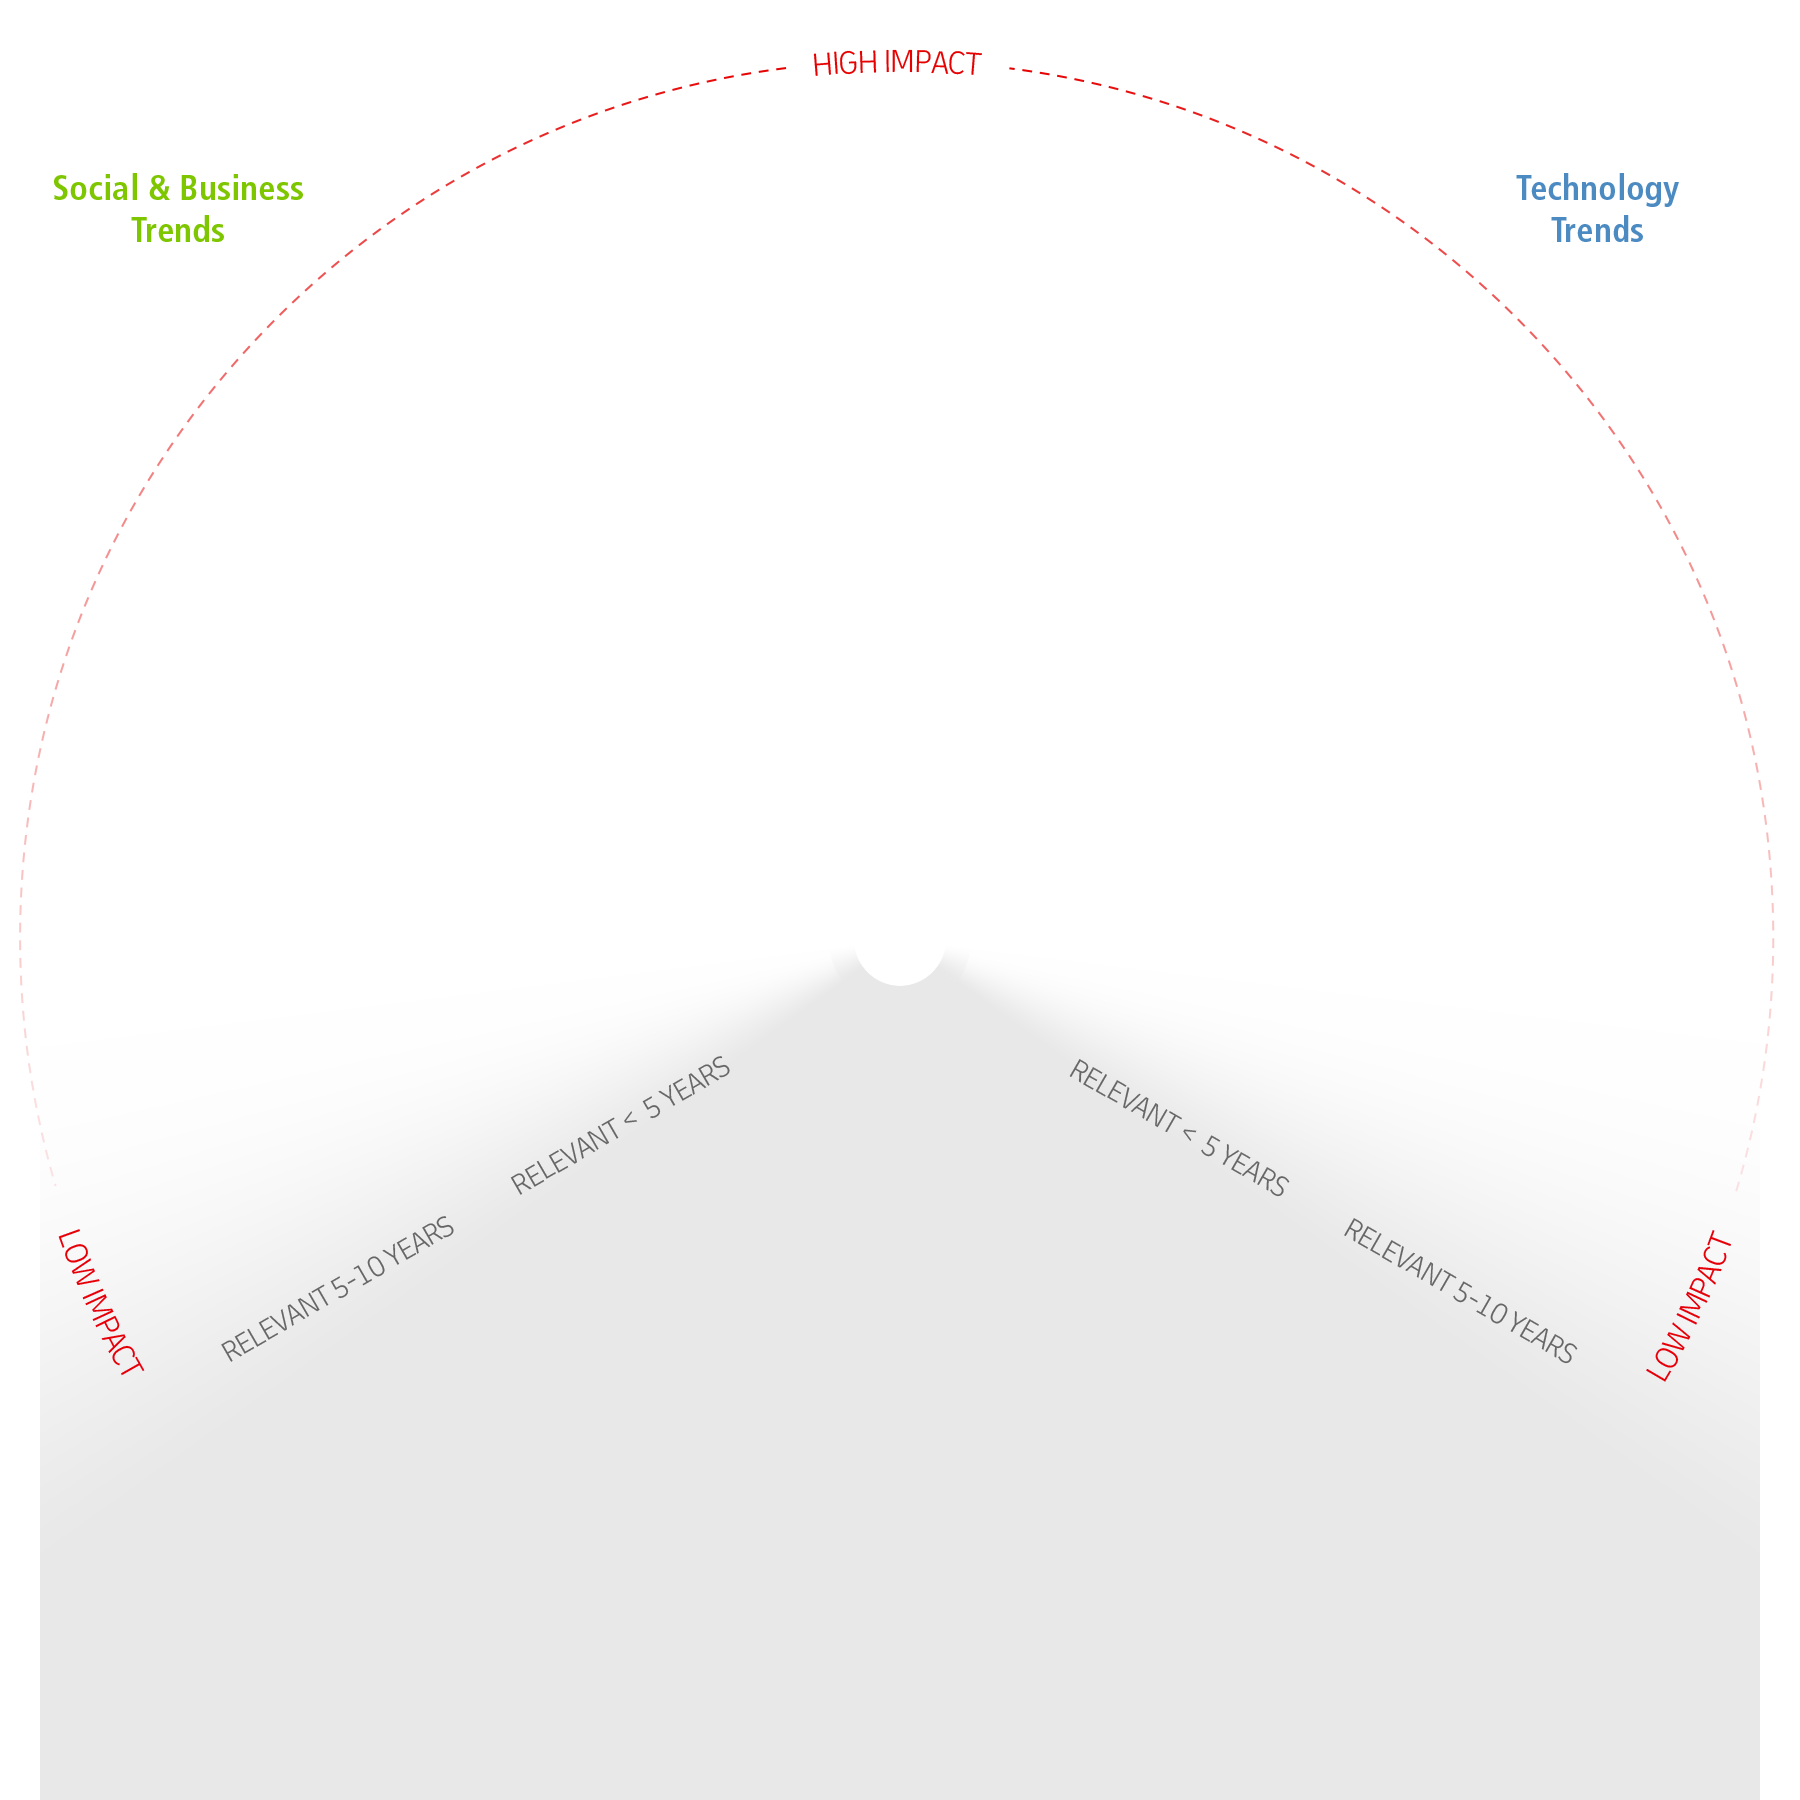 HIGH IMPACT
Social & Business
Trends
Technology
Trends
RELEVANT < 5 YEARS
RELEVANT < 5 YEARS
RELEVANT 5-10 YEARS
RELEVANT 5-10 YEARS
LOW IMPACT
LOW IMPACT